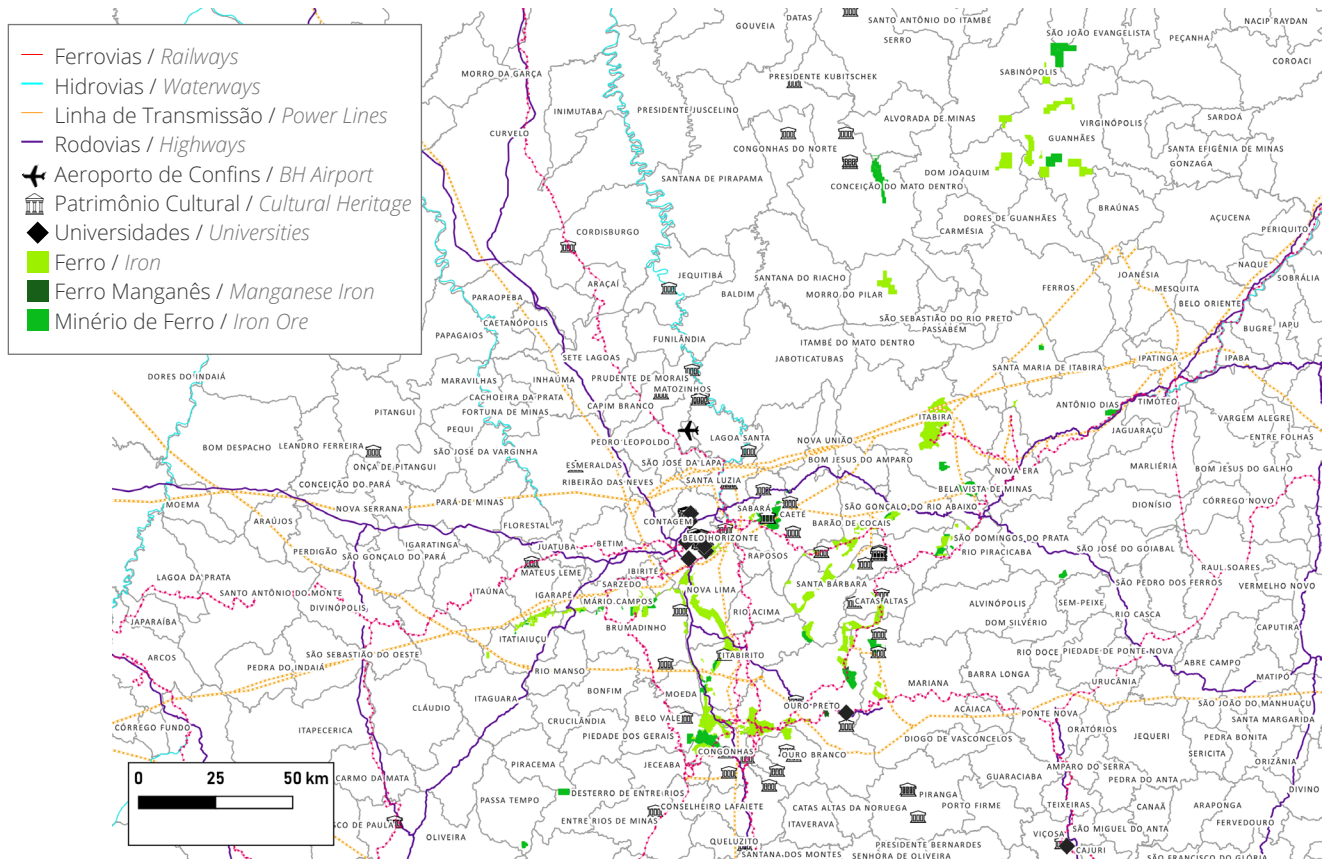 Ferrovias / Railways
Hidrovias / Waterways
Linha de Transmissão / Power Lines
Rodovias / Highways
Aeroporto de Confins / BH Airport
Patrimônio Cultural / Cultural Heritage
Universidades / Universities
Ferro / Iron
Ferro Manganês / Manganese Iron
Minério de Ferro / Iron Ore
DATAS
GOUVEIA
SANTO ANTÔNIO DO ITAMBÉ
SERRO
NACIP RAYDAN
SÃO JOÃO EVANGELISTA
PEÇANHA
COROACI
MORRO DA GARÇA
PRESIDENTE KUBITSCHEK
SABINÓPOLIS
INIMUTABA
PRESIDENTE JUSCELINO
ALVORADA DE MINAS
VIRGINÓPOLIS
SARDOÁ
CURVELO
GUANHÃES
CONGONHAS DO NORTE
SANTA EFIGÊNIA DE MINAS
GONZAGA
SANTANA DE PIRAPAMA
DOM JOAQUIM
CONCEIÇÃO DO MATO DENTRO
BRAÚNAS
DORES DE GUANHÃES
AÇUCENA
CARMÉSIA
PERIQUITO
CORDISBURGO
NAQUE
JEQUITIBÁ
SANTANA DO RIACHO
JOANÉSIA
SOBRÁLIA
ARAÇAÍ
BALDIM
MORRO DO PILAR
FERROS
MESQUITA
PARAOPEBA
BELO ORIENTE
CAETANÓPOLIS
SÃO SEBASTIÃO DO RIO PRETO
PASSABÉM
BUGRE
IAPU
PAPAGAIOS
FUNILÂNDIA
ITAMBÉ DO MATO DENTRO
SETE LAGOAS
JABOTICATUBAS
IPATINGA
IPABA
SANTA MARIA DE ITABIRA
DORES DO INDAIÁ
MARAVILHAS
INHAÚMA
PRUDENTE DE MORAIS
MATOZINHOS
CACHOEIRA DA PRATA
CAPIM BRANCO
ANTÔNIO DIAS
TIMÓTEO
PITANGUI
FORTUNA DE MINAS
ITABIRA
VARGEM ALEGRE
PEQUI
JAGUARAÇU
BOM DESPACHO
LEANDRO FERREIRA
PEDRO LEOPOLDO
LAGOA SANTA
NOVA UNIÃO
ENTRE FOLHAS
SÃO JOSÉ DA VARGINHA
BOM JESUS DO AMPARO
ONÇA DE PITANGUI
ESMERALDAS
SÃO JOSÉ DA LAPA
MARLIÉRIA
BOM JESUS DO GALHO
NOVA ERA
CONCEIÇÃO DO PARÁ
RIBEIRÃO DAS NEVES
SANTA LUZIA
BELA VISTA DE MINAS
MOEMA
NOVA SERRANA
PARÁ DE MINAS
SABARÁ
CAETÉ
SÃO GONÇALO DO RIO ABAIXO
DIONÍSIO
CÓRREGO NOVO
ARAÚJOS
FLORESTAL
CONTAGEM
BARÃO DE COCAIS
PERDIGÃO
IGARATINGA
JUATUBA
BETIM
BELO HORIZONTE
SÃO DOMINGOS DO PRATA
SÃO GONÇALO DO PARÁ
RAPOSOS
RIO PIRACICABA
SÃO JOSÉ DO GOIABAL
MATEUS LEME
IBIRITÉ
RAUL SOARES
LAGOA DA PRATA
SARZEDO
SANTA BÁRBARA
SÃO PEDRO DOS FERROS
VERMELHO NOVO
SANTO ANTÔNIO DO MONTE
ITAÚNA
IGARAPÉ
NOVA LIMA
DIVINÓPOLIS
MÁRIO CAMPOS
CATAS ALTAS
ALVINÓPOLIS
SEM-PEIXE
RIO ACIMA
RIO CASCA
JAPARAÍBA
BRUMADINHO
DOM SILVÉRIO
CAPUTIRA
ITATIAIUÇU
ARCOS
SÃO SEBASTIÃO DO OESTE
RIO DOCE
PIEDADE DE PONTE-NOVA
ITABIRITO
PEDRA DO INDAIÁ
RIO MANSO
ABRE CAMPO
BARRA LONGA
MATIPÓ
MARIANA
URUCÂNIA
ITAGUARA
BONFIM
MOEDA
CLÁUDIO
OURO PRETO
ACAIACA
SÃO JOÃO DO MANHUAÇU
CÓRREGO FUNDO
CRUCILÂNDIA
BELO VALE
PONTE NOVA
SANTA MARGARIDA
ITAPECERICA
PIEDADE DOS GERAIS
DIOGO DE VASCONCELOS
ORATÓRIOS
JEQUERI
PEDRA BONITA
CONGONHAS
OURO BRANCO
SERICITA
PIRACEMA
JECEABA
AMPARO DO SERRA
ORIZÂNIA
0 25 50 km
CARMO DA MATA
GUARACIABA
PEDRA DO ANTA
DESTERRO DE ENTRE RIOS
PIRANGA
DIVINO
PASSA TEMPO
CONSELHEIRO LAFAIETE
CATAS ALTAS DA NORUEGA
PORTO FIRME
TEIXEIRAS
CANAÃ
ARAPONGA
SCO DE PAULA
ENTRE RIOS DE MINAS
ITAVERAVA
FERVEDOURO
OLIVEIRA
VIÇOSA
SÃO MIGUEL DO ANTA
QUELUZITO
PRESIDENTE BERNARDES
CAJURI
SANTANA DOS MONTES
SENHORA DE OLIVEIRA
SÃO FRANCISCO DO GLÓRIA